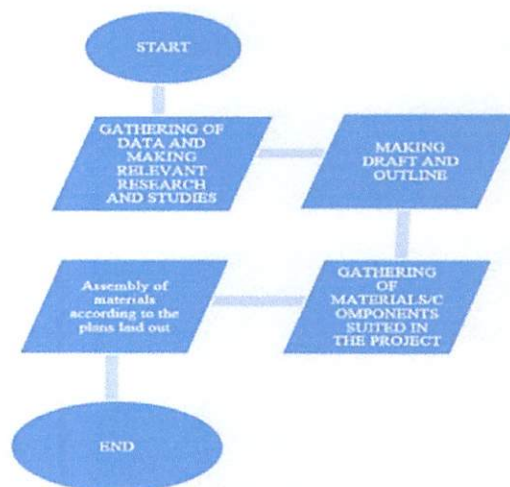 START
GATHERING OF
DATA AND
MAKING
RELEVANT
RESEARCH
AND STUDIES
MAKING
DRAFT AND
OUTLINE
GATHERING
OF
MATERIALS/C
OMPONENTS
SUITED IN
THE PROJECT
Assembly of
materials
according to the
plans laid out
END